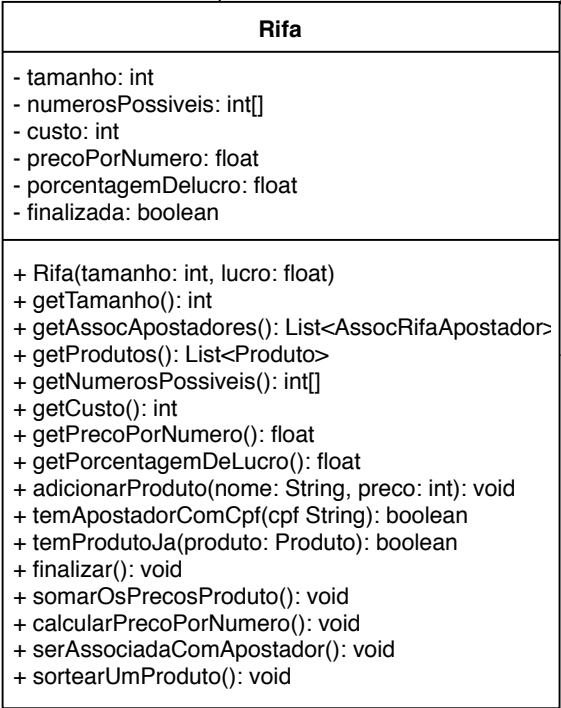 Rifa
- tamanho: int
- numerosPossiveis: int[]
- custo: int
- precoPorNumero: float
- porcentagemDelucro: float
- finalizada: boolean
+ Rifa(tamanho: int, lucro: float)
+ getTamanho(): int
+ getAssocApostadores(): List<AssocRifaApostador>
+ getProdutos(): List<Produto>
+ getNumerosPossiveis(): int[]
+ getCusto(): int
+ getPrecoPorNumero(): float
+ getPorcentagemDeLucro(): float
+ adicionarProduto(nome: String, preco: int): void
+ temApostadorComCpf(cpf String): boolean
+ temProdutoJa(produto: Produto): boolean
+ finalizar(): void
+ somarOsPrecosProduto(): void
+ calcularPrecoPorNumero(): void
+ serAssociadaComApostador(): void
+ sortearUmProduto(): void